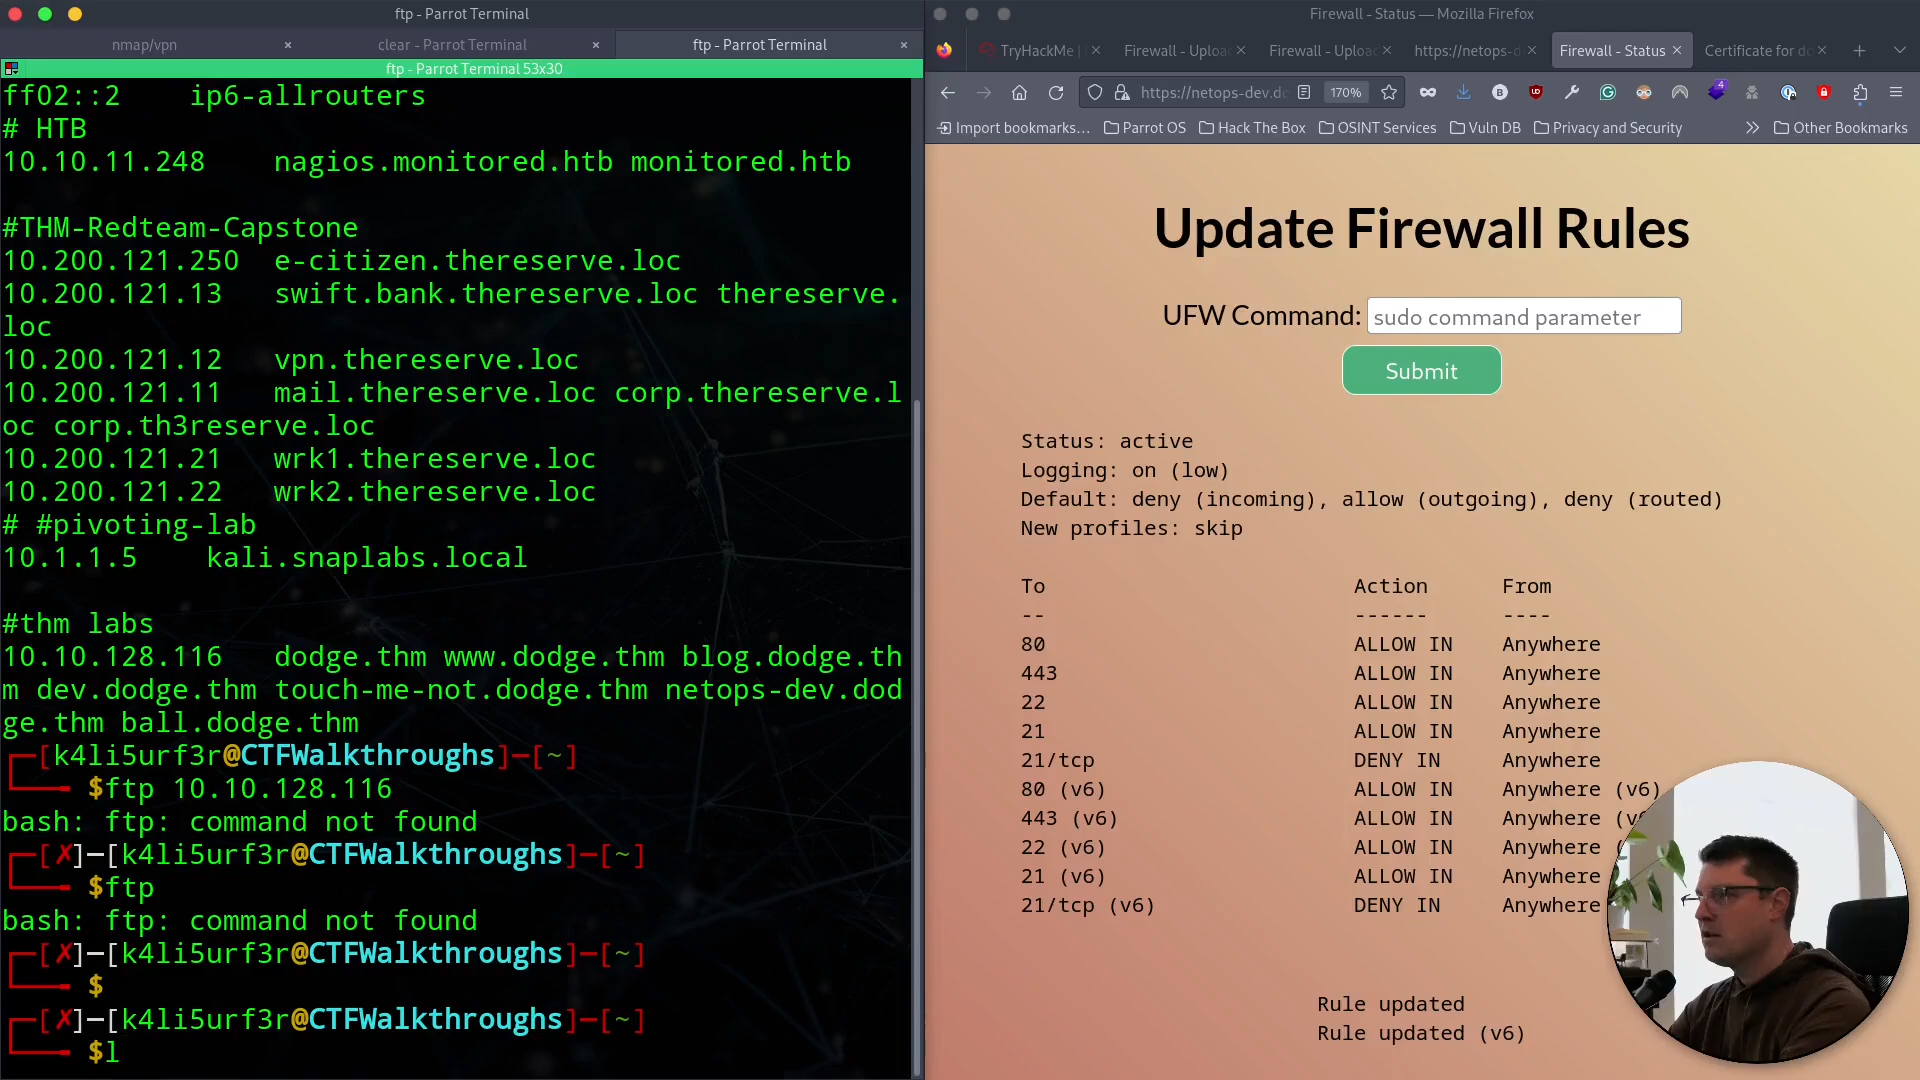 ftp - Parrot Terminal
nmap/vpn
clear - Parrot Terminal
ftp - Parrot Terminal
ftp - Parrot Terminal 53x30
ff02::2    ip6-allrouters
# HTB
10.10.11.248    nagios.monitored.htb monitored.htb
#THM-Redteam-Capstone
10.200.121.250  e-citizen.thereserve.loc
10.200.121.13   swift.bank.thereserve.loc thereserve.
loc
10.200.121.12   vpn.thereserve.loc
10.200.121.11   mail.thereserve.loc corp.thereserve.l
oc corp.th3reserve.loc
10.200.121.21   wrk1.thereserve.loc
10.200.121.22   wrk2.thereserve.loc
# #pivoting-lab
10.1.1.5    kali.snaplabs.local
#thm labs
10.10.128.116   dodge.thm www.dodge.thm blog.dodge.th
m dev.dodge.thm touch-me-not.dodge.thm netops-dev.dod
ge.thm ball.dodge.thm
[k4li5urf3r@CTFWalkthroughs]─[~]
$ftp 10.10.128.116
bash: ftp: command not found
[✗]─[k4li5urf3r@CTFWalkthroughs]─[~]
$ftp
bash: ftp: command not found
[✗]─[k4li5urf3r@CTFWalkthroughs]─[~]
$
[✗]─[k4li5urf3r@CTFWalkthroughs]─[~]
$l
Firewall - Status — Mozilla Firefox
TryHackMe |
Firewall - Uploa
Firewall - Uploa
https://netops-d
Firewall - Status
Certificate for do
https://netops-dev.do
170%
Import bookmarks…
Parrot OS
Hack The Box
OSINT Services
Vuln DB
Privacy and Security
Other Bookmarks
Update Firewall Rules
UFW Command: sudo command parameter
Submit
Status: active
Logging: on (low)
Default: deny (incoming), allow (outgoing), deny (routed)
New profiles: skip
To                         Action      From
--                         ------      ----
80                         ALLOW IN    Anywhere
443                        ALLOW IN    Anywhere
22                         ALLOW IN    Anywhere
21                         ALLOW IN    Anywhere
21/tcp                     DENY IN     Anywhere
80 (v6)                    ALLOW IN    Anywhere (v6)
443 (v6)                   ALLOW IN    Anywhere
22 (v6)                    ALLOW IN    Anywhere
21 (v6)                    ALLOW IN    Anywhere
21/tcp (v6)                DENY IN     Anywhere
Rule updated
Rule updated (v6)